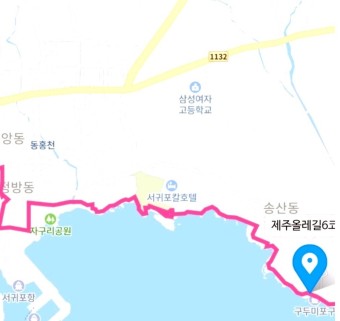 1132
삼성여자
고등학교
앙동
동홍천
정방동
서귀포칼호텔
송산동
자구리공원
제주올레길6코
서귀포항
구두미포구